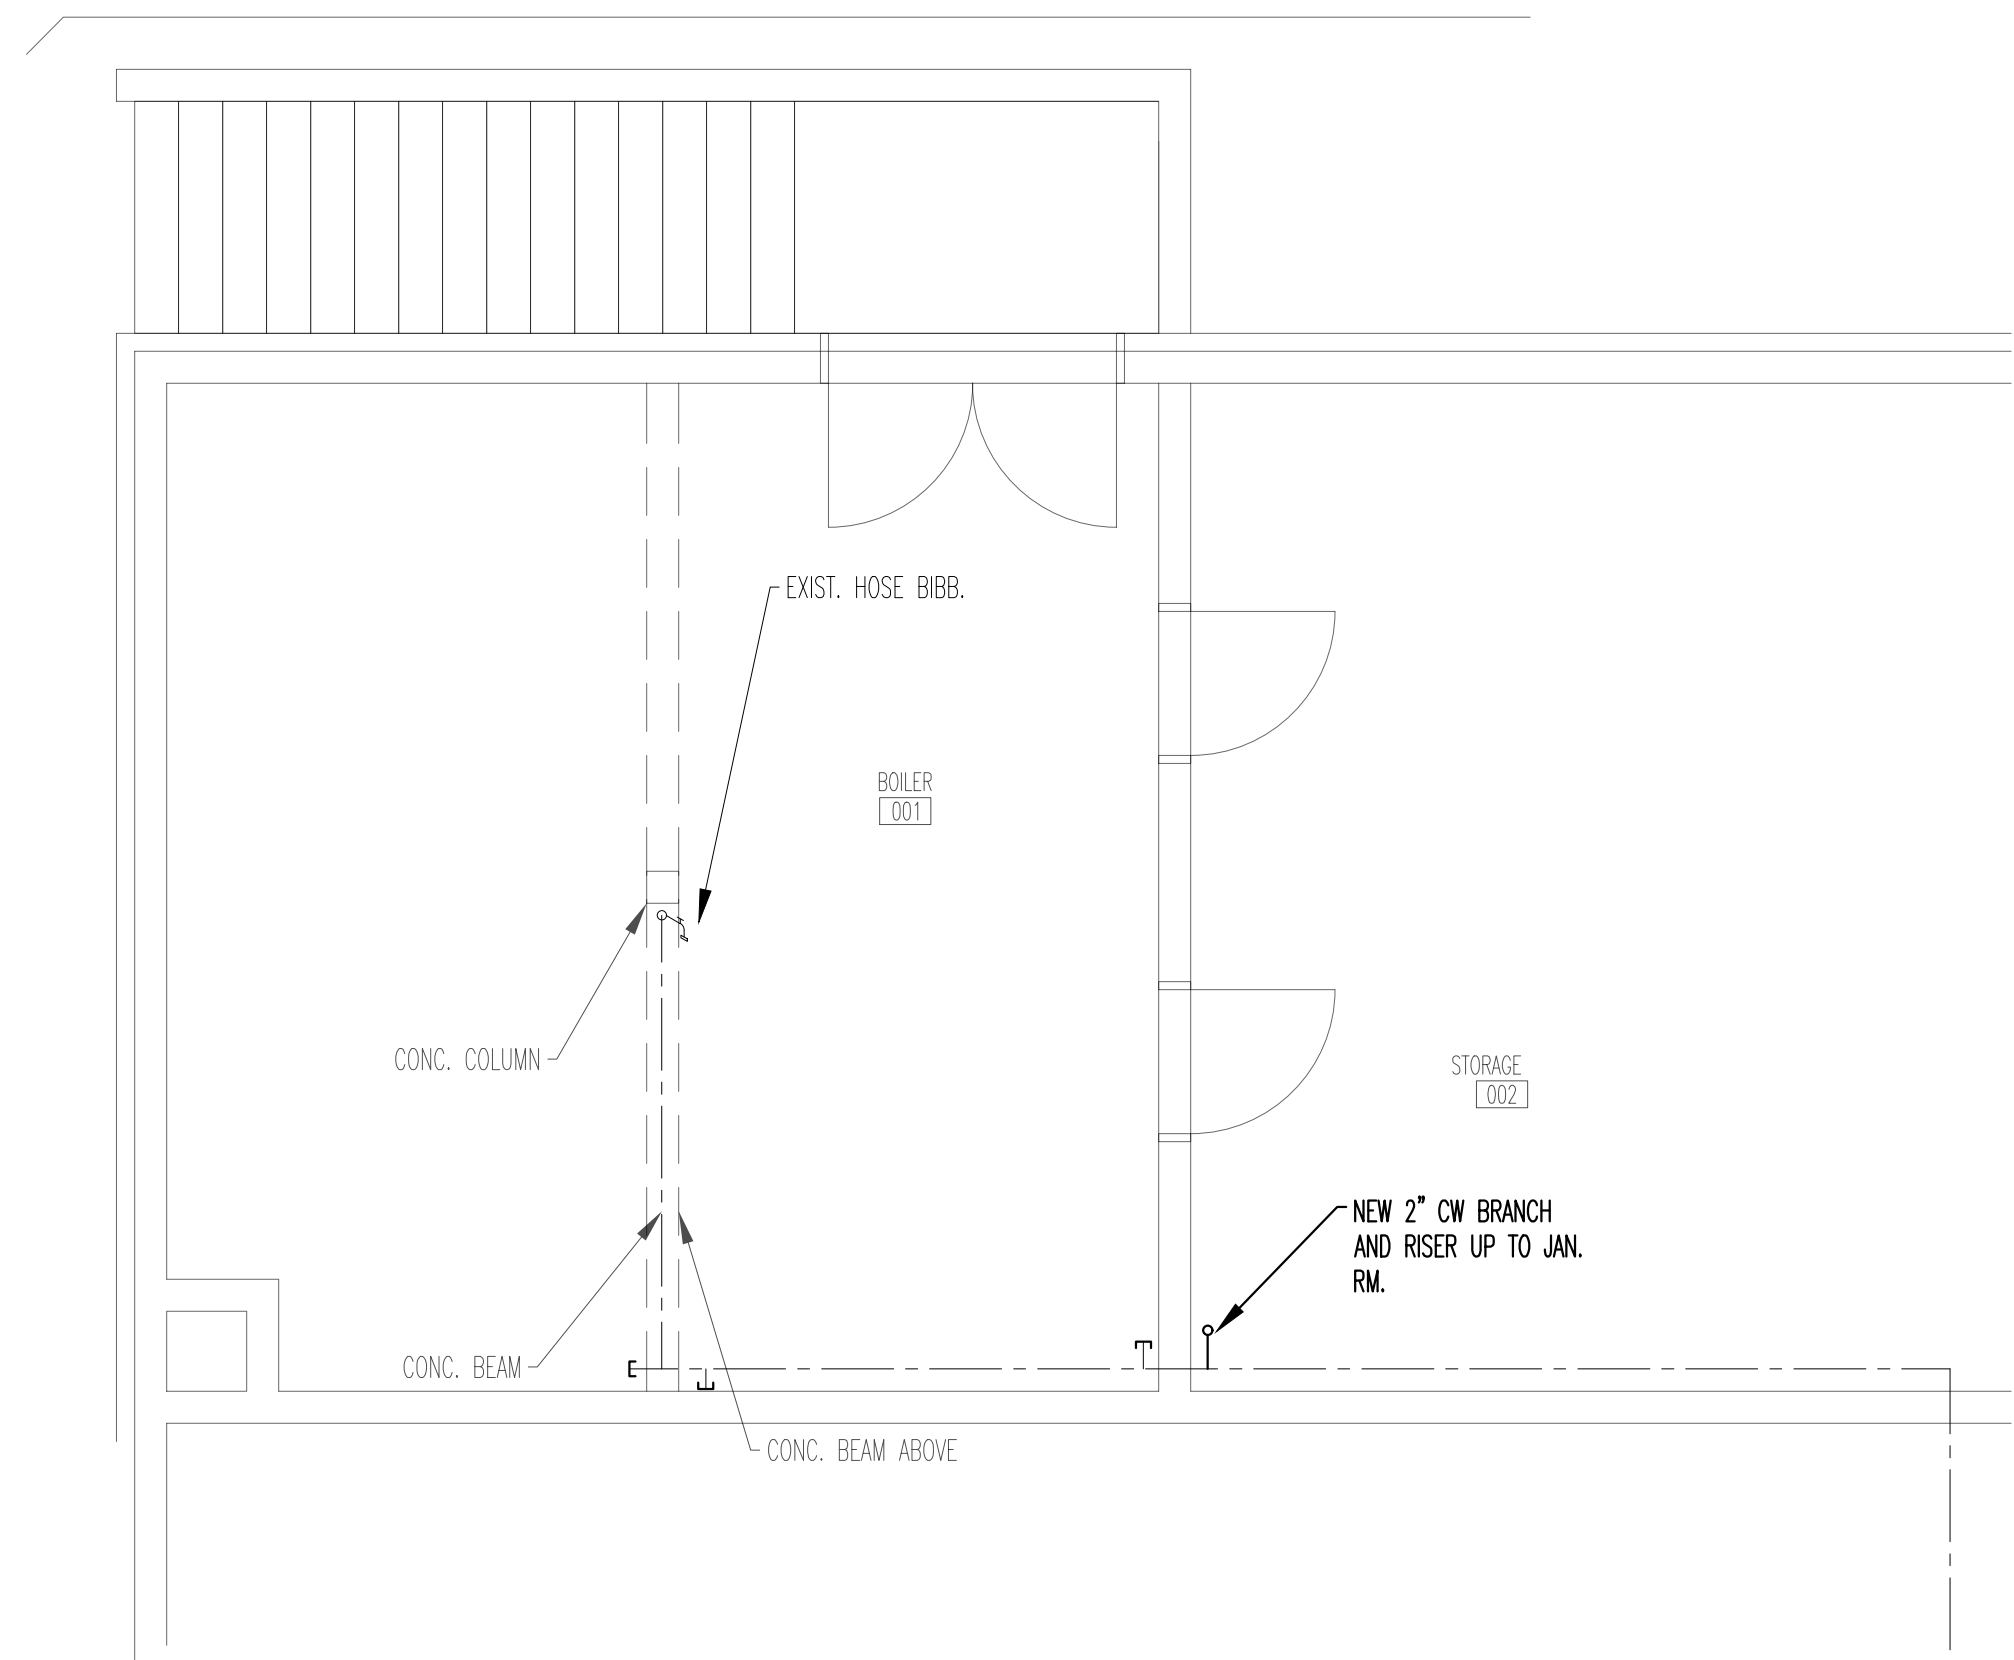 EXIST. HOSE BIBB.
BOILER
001
CONC. COLUMN
STORAGE
002
NEW 2" CW BRANCH
AND RISER UP TO JAN.
RM.
CONC. BEAM
CONC. BEAM ABOVE